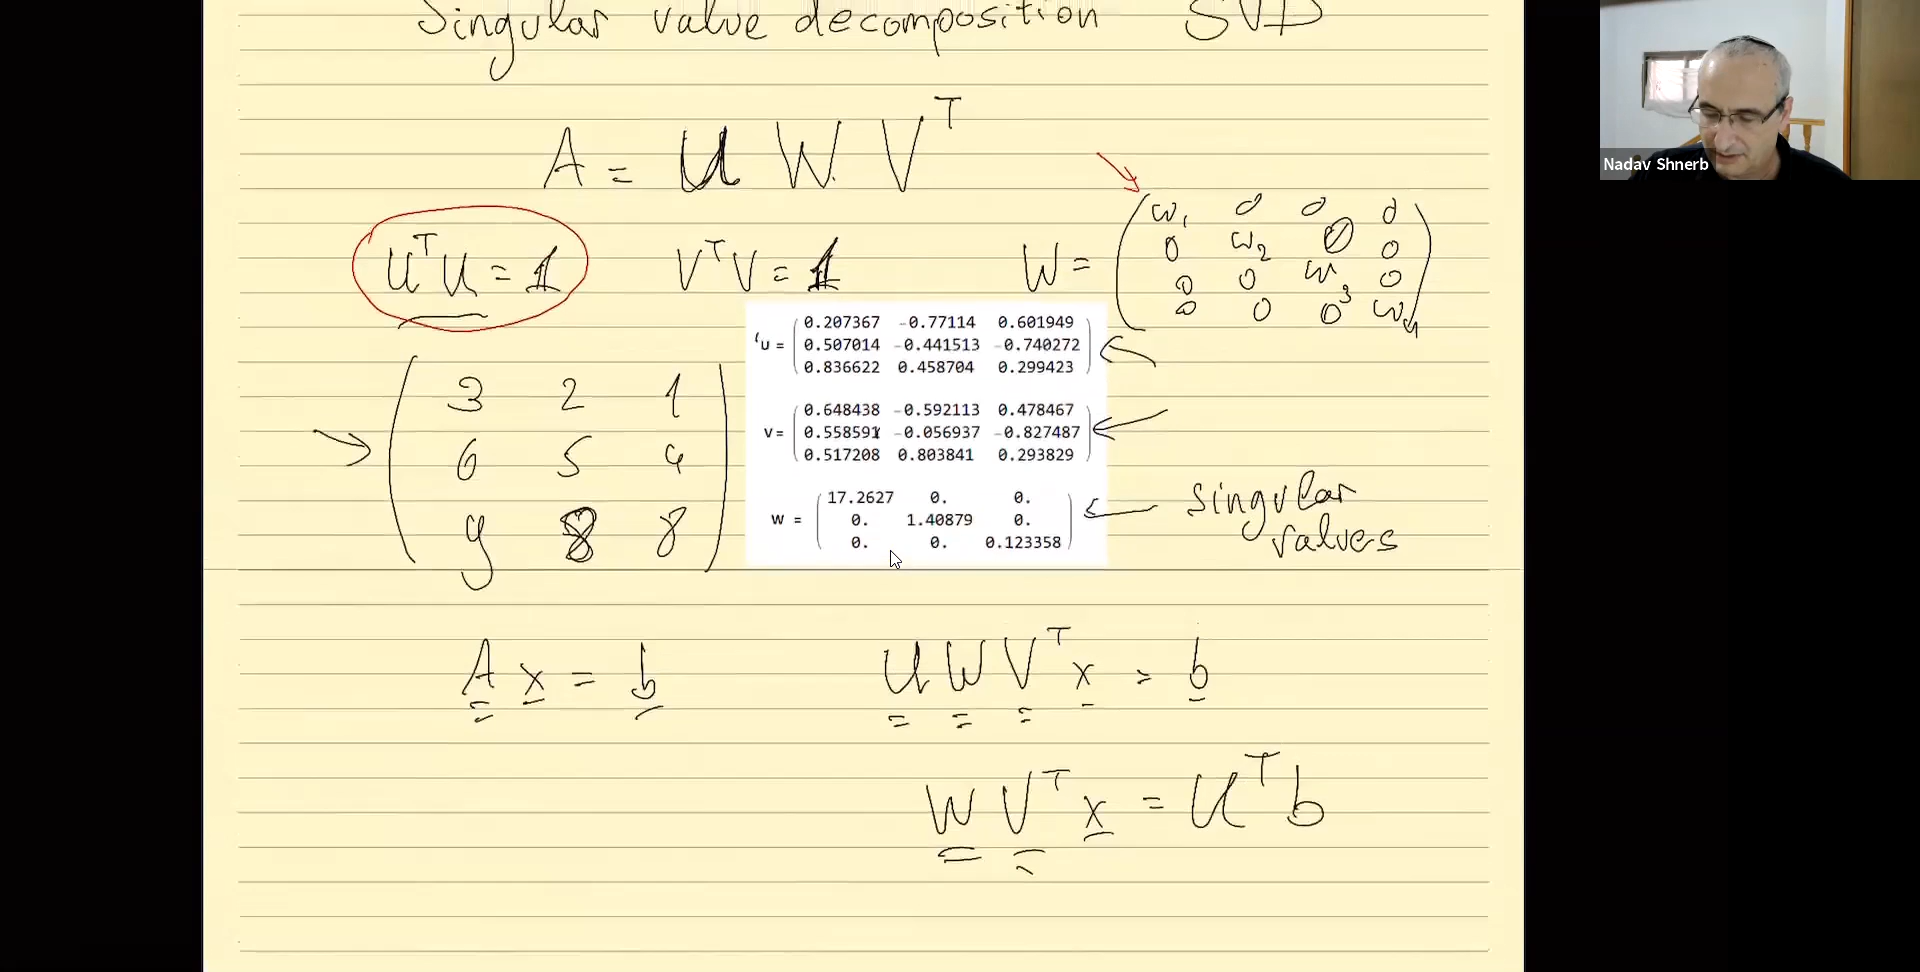 Singular value decomposition SVD
A = U W V^T
Nadav Shnerb
U^T U = 1 V^T V = 1 W =
w1 0 0 0
0 w2 0 0
0 0 w3 0
0 0 0 w4
u =
0.207367 -0.77114 0.601949
0.507014 -0.441513 -0.740272
0.836622 0.458704 0.299423
3 2 1
6 5 4
9 8 8
v =
0.648438 -0.592113 0.478467
0.558591 -0.056937 -0.827487
0.517208 0.803841 0.293829
w =
17.2627 0. 0.
0. 1.40879 0.
0. 0. 0.123358
singular
values
A x = b U W V^T x = b
W V^T x = U^T b